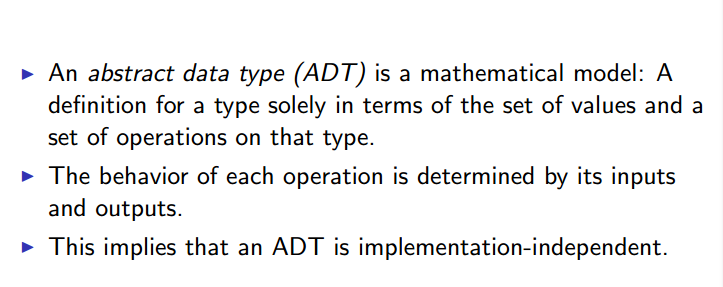 ▶ An abstract data type (ADT) is a mathematical model: A
definition for a type solely in terms of the set of values and a
set of operations on that type.
▶ The behavior of each operation is determined by its inputs
and outputs.
▶ This implies that an ADT is implementation-independent.